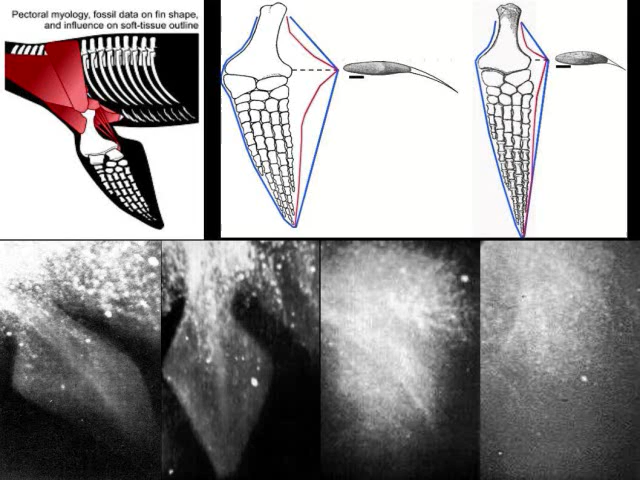 Pectoral myology, fossil data on fin shape,
and influence on soft-tissue outline